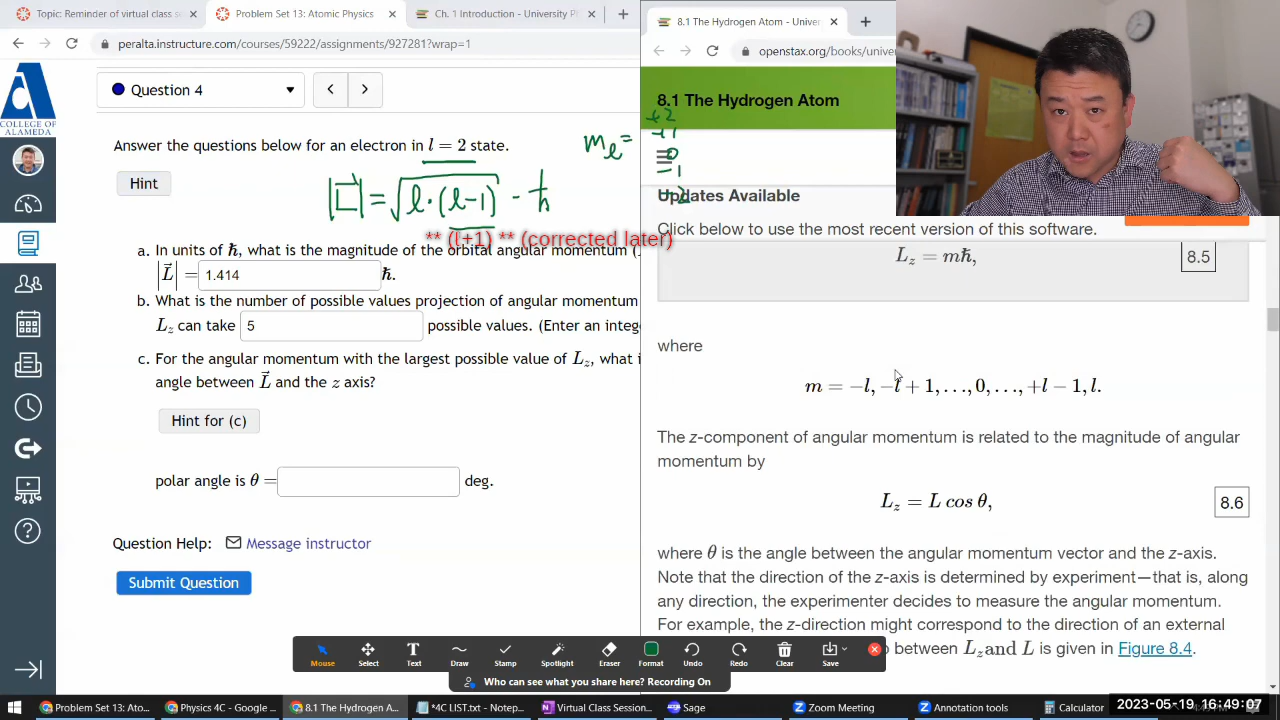 Prob: Reminder of virtual class
Problem Set 13: Atomic Physics
Ch. 1 Introduction - University P
peralta.instructure.com/courses/59222/assignments/927281?wrap=1
8.1 The Hydrogen Atom - Univer
openstax.org/books/univer
COLLEGE OF
ALAMEDA
Question 4
Answer the questions below for an electron in l = 2 state.
Hint
|L⃗| = √l·(l-1) - ħ
** (l+1) ** (corrected later)
mₗ =
+2
+1
0
-1
-2
a. In units of ħ, what is the magnitude of the orbital angular momentum (
|L⃗| = 1.414 ħ.
b. What is the number of possible values projection of angular momentum
L_z can take 5 possible values. (Enter an intege
c. For the angular momentum with the largest possible value of L_z, what i
angle between L⃗ and the z axis?
Hint for (c)
polar angle is θ = deg.
Question Help: Message instructor
Submit Question
8.1 The Hydrogen Atom
Updates Available
Click below to use the most recent version of this software.
L_z = mħ, 8.5
where
m = −l, −l + 1, …, 0, …, +l − 1, l.
The z-component of angular momentum is related to the magnitude of angular
momentum by
L_z = L cos θ, 8.6
where θ is the angle between the angular momentum vector and the z-axis.
Note that the direction of the z-axis is determined by experiment—that is, along
any direction, the experimenter decides to measure the angular momentum.
For example, the z-direction might correspond to the direction of an external
between L_z and L is given in Figure 8.4.
Mouse Select Text Draw Stamp Spotlight Eraser Format Undo Redo Clear Save
Who can see what you share here? Recording On
Problem Set 13: Ato
Physics 4C - Google
8.1 The Hydrogen A
*4C LIST.txt - Notep
Virtual Class Session
Sage
Zoom Meeting
Annotation tools
Calculator
2023-05-19 16:49:07